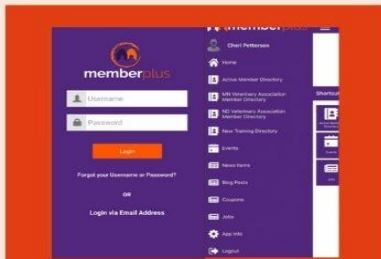 memberplus
Username
Password
Login
Forgot your Username or Password?
OR
Login via Email Address
memberplus
Cheri Petterson
Home
Active Member Directory
MN Veterinary Association
Member Directory
ND Veterinary Association
Member Directory
New Training Directory
Events
News Items
Blog Posts
Coupons
Jobs
App Info
Logout
Shortcut